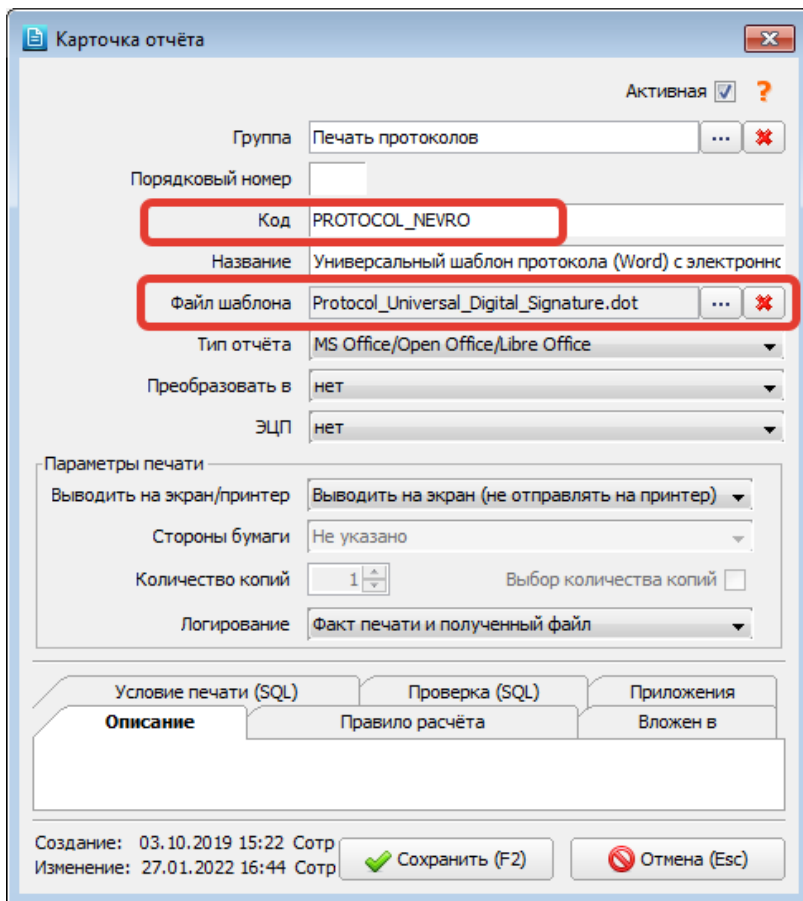 Карточка отчёта
Активная ?
Группа Печать протоколов ...
Порядковый номер
Код PROTOCOL_NEVRO
Название Универсальный шаблон протокола (Word) с электроннс
Файл шаблона Protocol_Universal_Digital_Signature.dot ...
Тип отчёта MS Office/Open Office/Libre Office
Преобразовать в нет
ЭЦП нет
Параметры печати
Выводить на экран/принтер Выводить на экран (не отправлять на принтер)
Стороны бумаги Не указано
Количество копий 1 Выбор количества копий
Логирование Факт печати и полученный файл
Условие печати (SQL) Проверка (SQL) Приложения
Описание Правило расчёта Вложен в
Создание: 03.10.2019 15:22 Сотр
Изменение: 27.01.2022 16:44 Сотр
Сохранить (F2) Отмена (Esc)